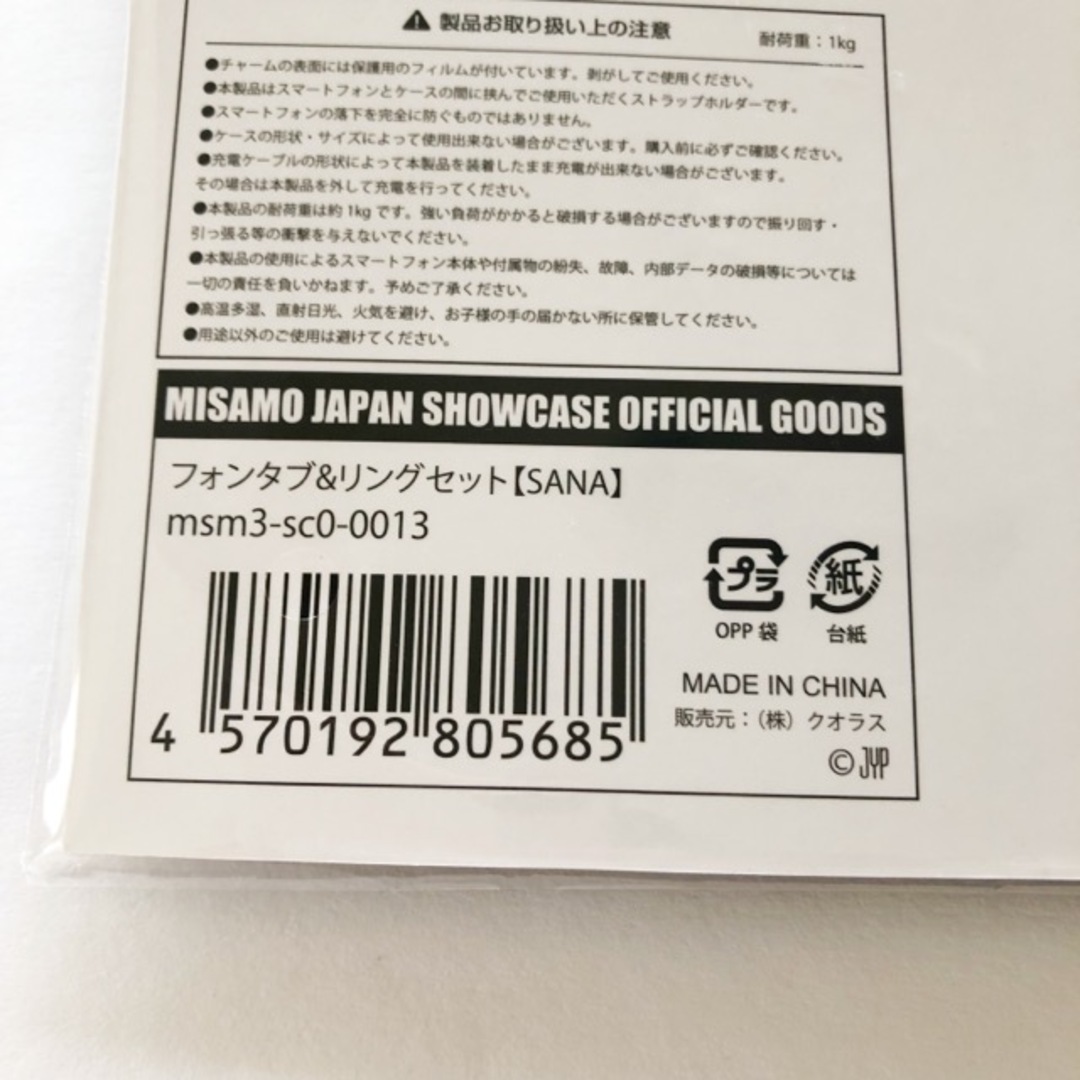 ⚠ 製品お取り扱い上の注意 耐荷重：1kg
●チャームの表面には保護用のフィルムが付いています。剥がしてご使用ください。
●本製品はスマートフォンとケースの間に挟んでご使用いただくストラップホルダーです。
●スマートフォンの落下を完全に防ぐものではありません。
●ケースの形状・サイズによって使用出来ない場合がございます。購入前に必ずご確認ください。
●充電ケーブルの形状によって本製品を装着したまま充電が出来ない場合がございます。
その場合は本製品を外して充電を行ってください。
●本製品の耐荷重は約1kgです。強い負荷がかかると破損する場合がございますので振り回す・
引っ張る等の衝撃を与えないでください。
●本製品の使用によるスマートフォン本体や付属物の紛失、故障、内部データの破損等については
一切の責任を負いかねます。予めご了承ください。
●高温多湿、直射日光、火気を避け、お子様の手の届かない所に保管してください。
●用途以外のご使用は避けてください。
MISAMO JAPAN SHOWCASE OFFICIAL GOODS
フォンタブ&リングセット【SANA】
msm3-sc0-0013
プラ 紙
OPP 袋 台紙
MADE IN CHINA
販売元：（株）クオラス
4 570192 805685
© JYP